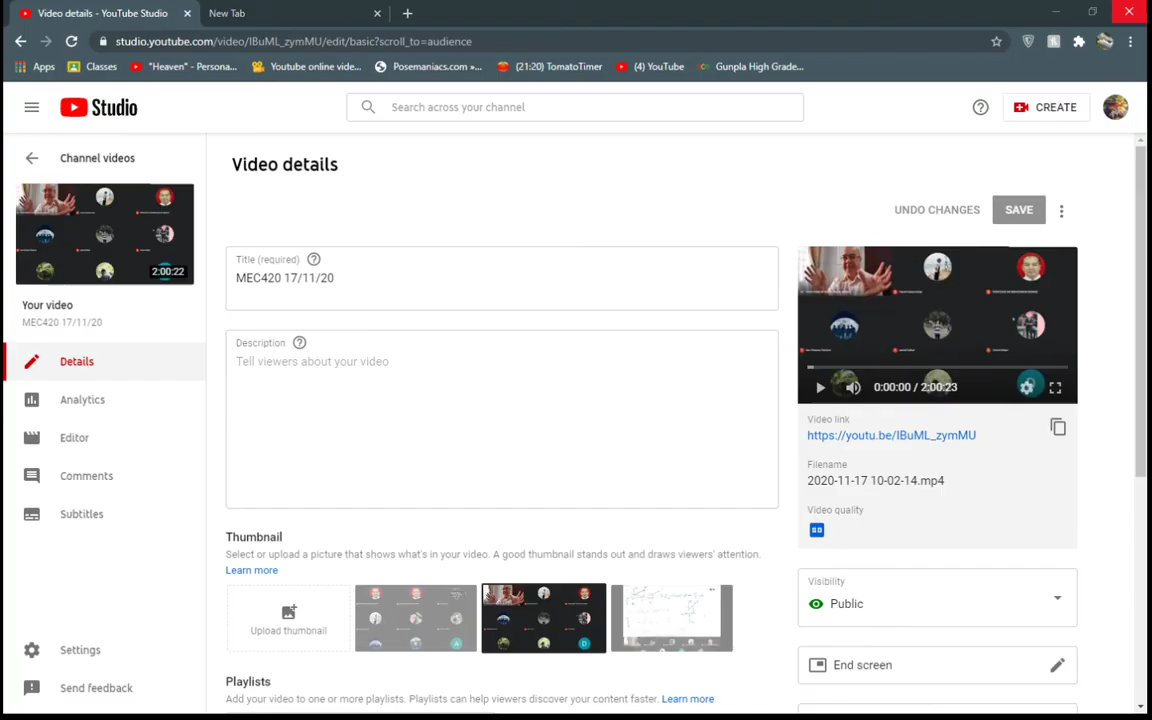 Video details - YouTube Studio
New Tab
studio.youtube.com/video/IBuML_zymMU/edit/basic?scroll_to=audience
Apps
Classes
"Heaven" - Persona...
Youtube online vide...
Posemaniacs.com »...
(21:20) TomatoTimer
(4) YouTube
Gunpla High Grade...
Studio
Search across your channel
CREATE
Channel videos
2:00:22
Your video
MEC420 17/11/20
Details
Analytics
Editor
Comments
Subtitles
Settings
Send feedback
Video details
UNDO CHANGES
SAVE
Title (required)
MEC420 17/11/20
Description
Tell viewers about your video
Thumbnail
Select or upload a picture that shows what's in your video. A good thumbnail stands out and draws viewers' attention.
Learn more
Upload thumbnail
Playlists
Add your video to one or more playlists. Playlists can help viewers discover your content faster. Learn more
0:00:00 / 2:00:23
Video link
https://youtu.be/IBuML_zymMU
Filename
2020-11-17 10-02-14.mp4
Video quality
SD
Visibility
Public
End screen